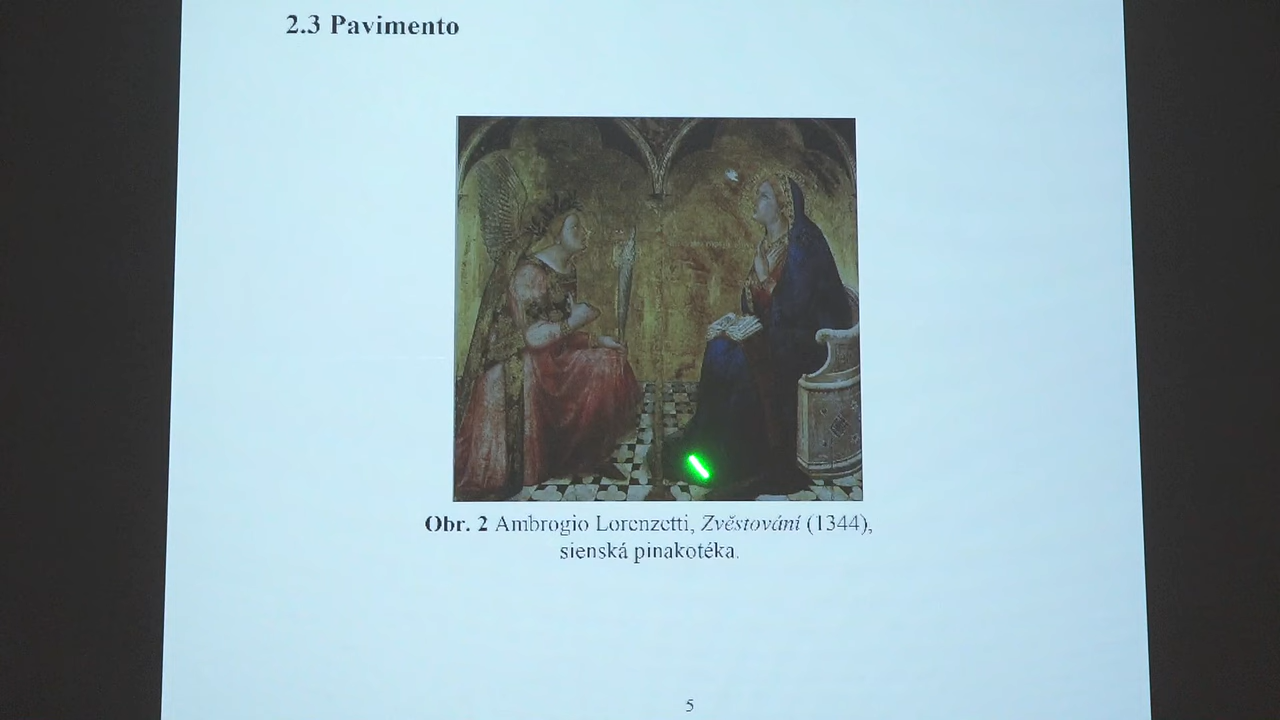 2.3 Pavimento
Obr. 2 Ambrogio Lorenzetti, Zvěstování (1344),
sienská pinakotéka.
5